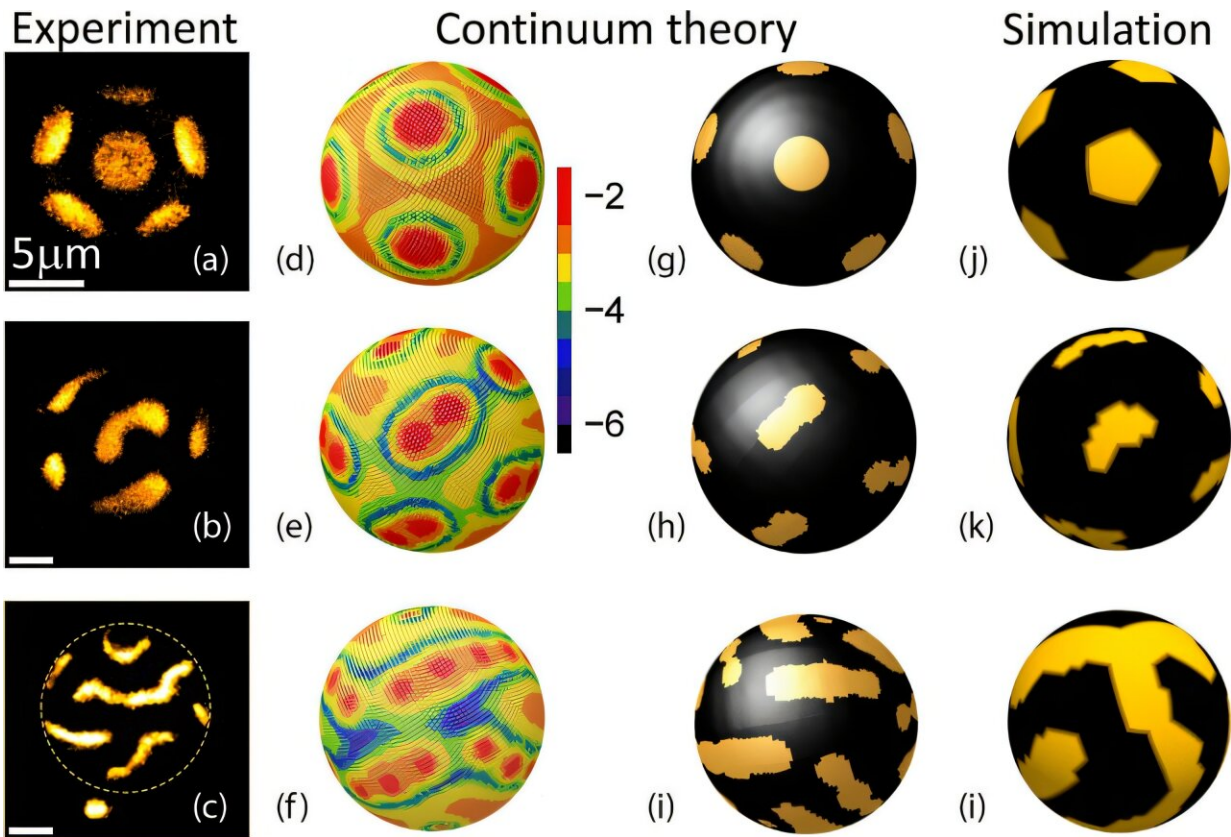 Experiment Continuum theory Simulation
5μm
(a) (d) (g) (j)
−2
−4
−6
(b) (e) (h) (k)
(c) (f) (i) (i)